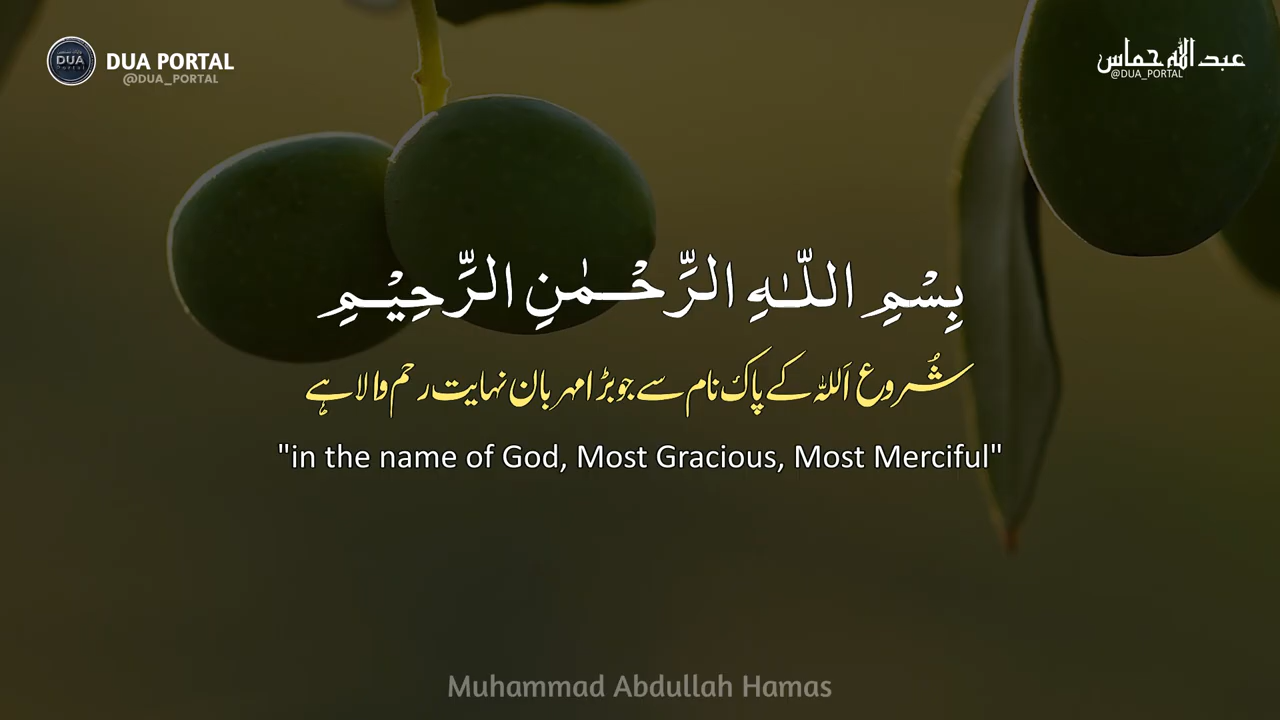 DUA PORTAL
@DUA_PORTAL
عبد الله حماس
@DUA_PORTAL
بِسْمِ اللّٰهِ الرَّحْمٰنِ الرَّحِيْمِ
شُروع اَللہ کے پاک نام سے جو بڑا مہربان نہایت رحم والا ہے
"in the name of God, Most Gracious, Most Merciful"
Muhammad Abdullah Hamas